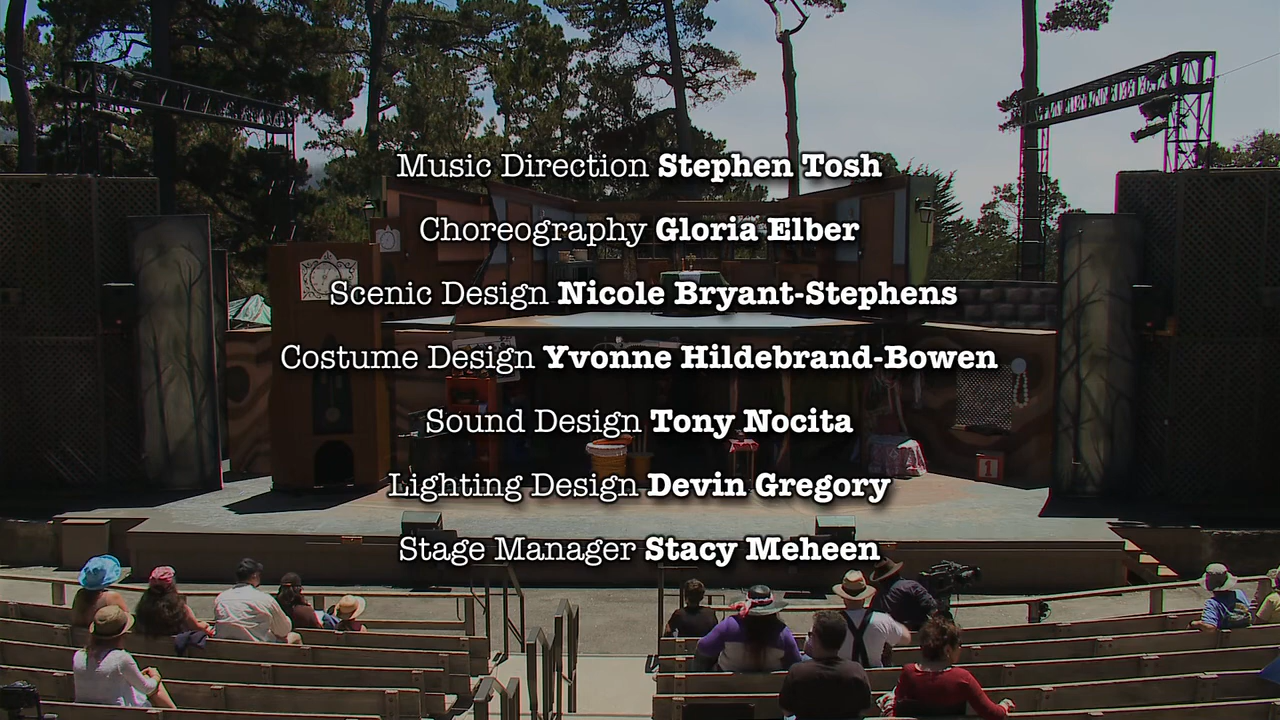 Music Direction Stephen Tosh
Choreography Gloria Elber
Scenic Design Nicole Bryant-Stephens
Costume Design Yvonne Hildebrand-Bowen
Sound Design Tony Nocita
Lighting Design Devin Gregory
Stage Manager Stacy Meheen
1